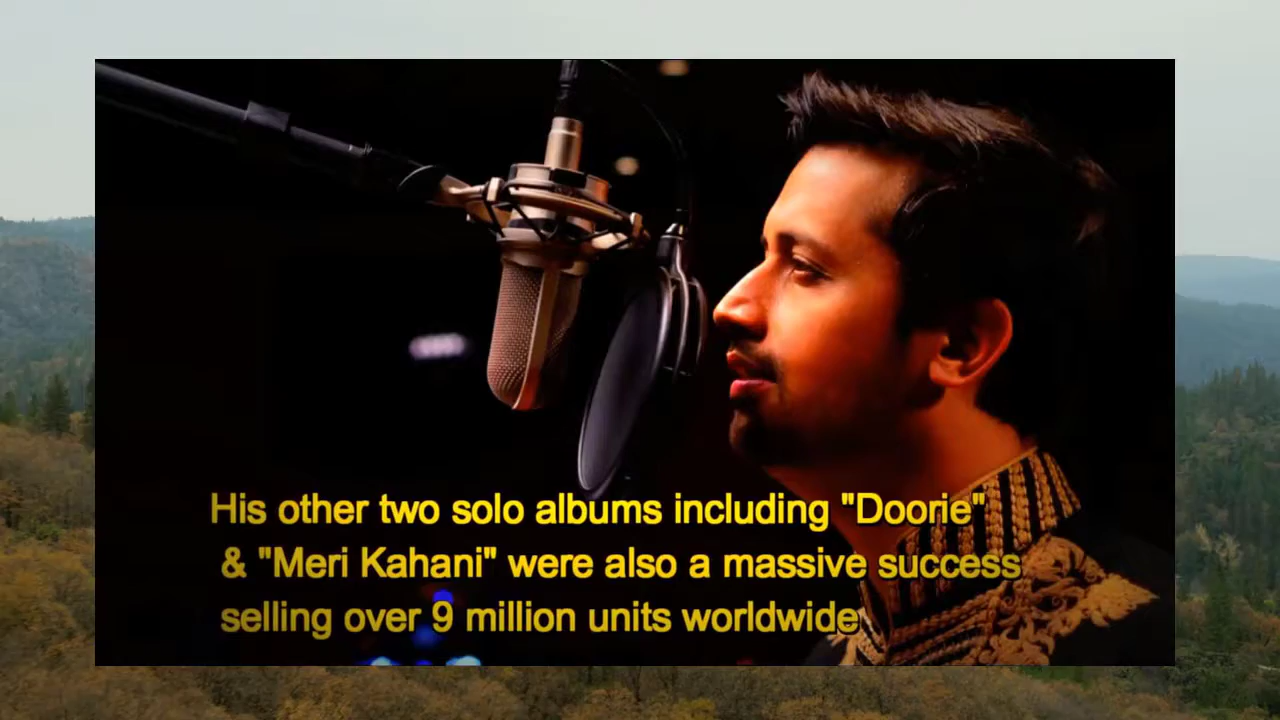 His other two solo albums including "Doorie"
& "Meri Kahani" were also a massive success
selling over 9 million units worldwide